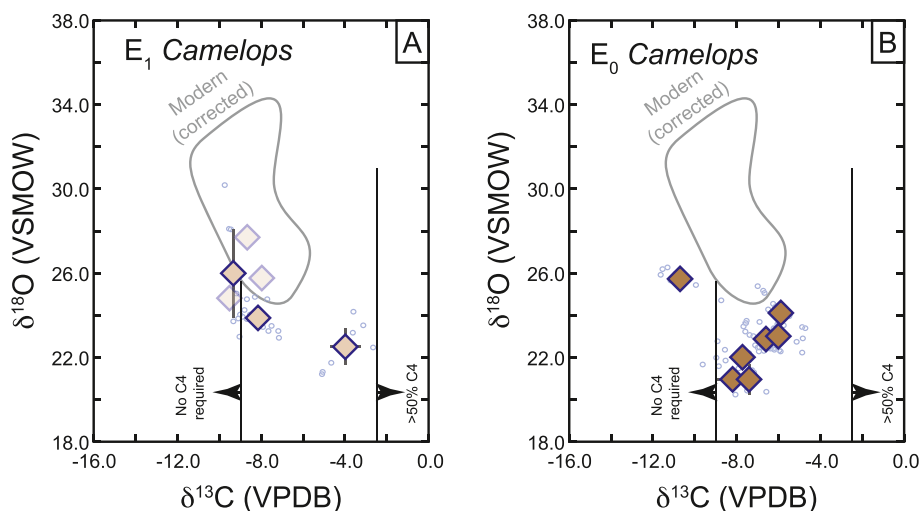 E1 Camelops
A
Modern
(corrected)
38.0
34.0
30.0
26.0
22.0
18.0
δ18O (VSMOW)
No C4
required
>50% C4
-16.0
-12.0
-8.0
-4.0
0.0
δ13C (VPDB)
E0 Camelops
B
Modern
(corrected)
38.0
34.0
30.0
26.0
22.0
18.0
δ18O (VSMOW)
No C4
required
>50% C4
-16.0
-12.0
-8.0
-4.0
0.0
δ13C (VPDB)